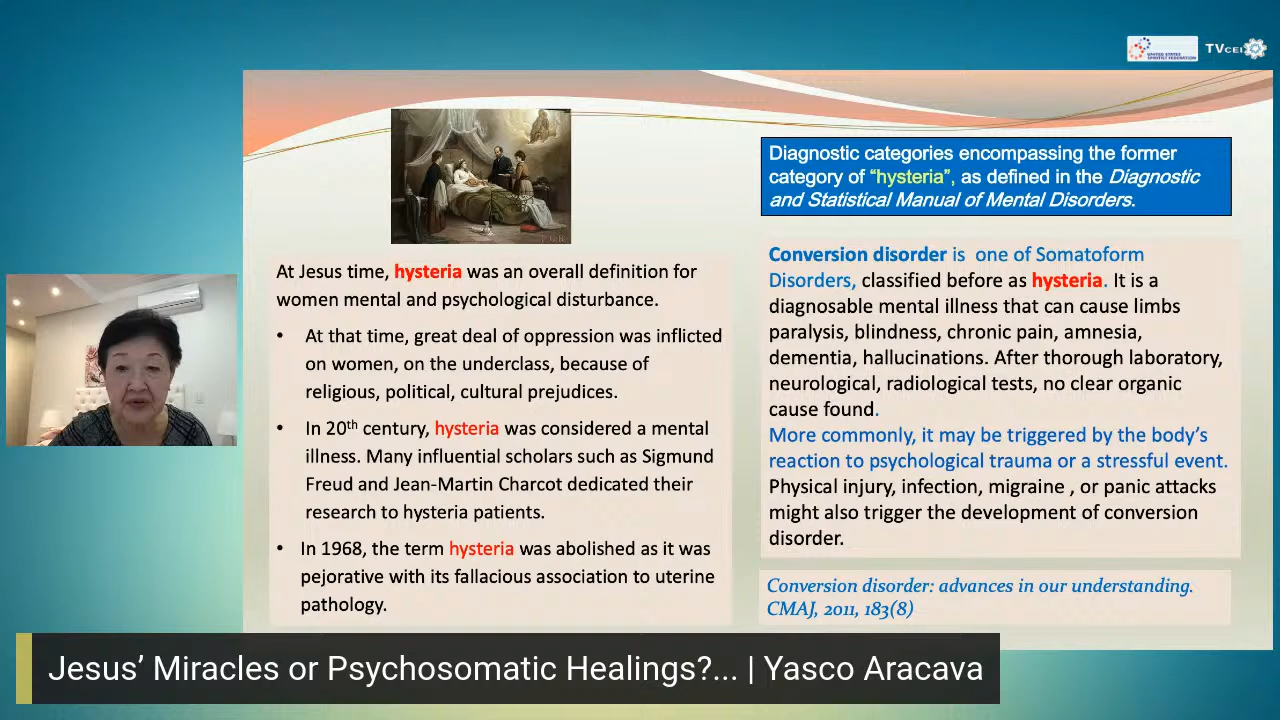 UNITED STATES
SPIRITIST FEDERATION
TVCEI
At Jesus time, hysteria was an overall definition for
women mental and psychological disturbance.
• At that time, great deal of oppression was inflicted
on women, on the underclass, because of
religious, political, cultural prejudices.
• In 20th century, hysteria was considered a mental
illness. Many influential scholars such as Sigmund
Freud and Jean-Martin Charcot dedicated their
research to hysteria patients.
• In 1968, the term hysteria was abolished as it was
pejorative with its fallacious association to uterine
pathology.
Diagnostic categories encompassing the former
category of “hysteria”, as defined in the Diagnostic
and Statistical Manual of Mental Disorders.
Conversion disorder is one of Somatoform
Disorders, classified before as hysteria. It is a
diagnosable mental illness that can cause limbs
paralysis, blindness, chronic pain, amnesia,
dementia, hallucinations. After thorough laboratory,
neurological, radiological tests, no clear organic
cause found.
More commonly, it may be triggered by the body’s
reaction to psychological trauma or a stressful event.
Physical injury, infection, migraine , or panic attacks
might also trigger the development of conversion
disorder.
Conversion disorder: advances in our understanding.
CMAJ, 2011, 183(8)
Jesus’ Miracles or Psychosomatic Healings?... | Yasco Aracava